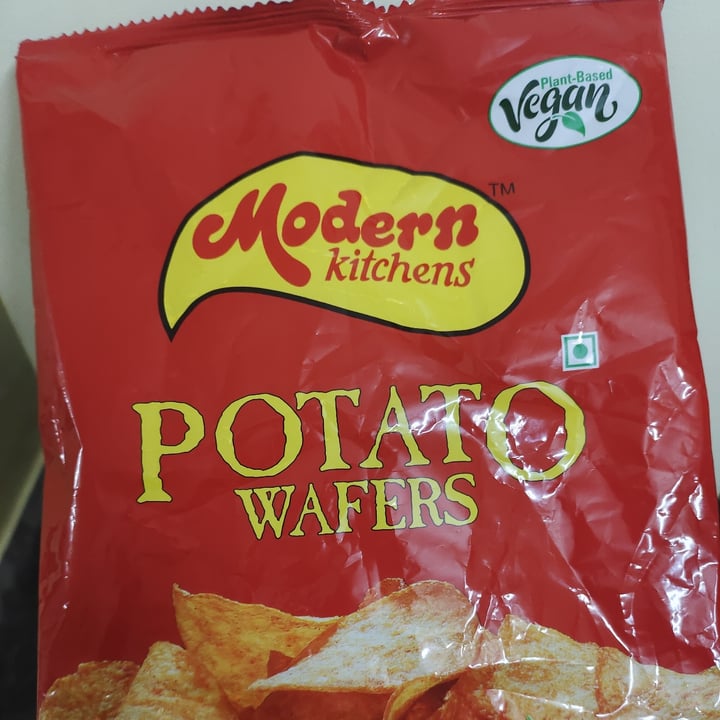 Plant-Based
Vegan
Modern TM
kitchens
POTATO
WAFERS